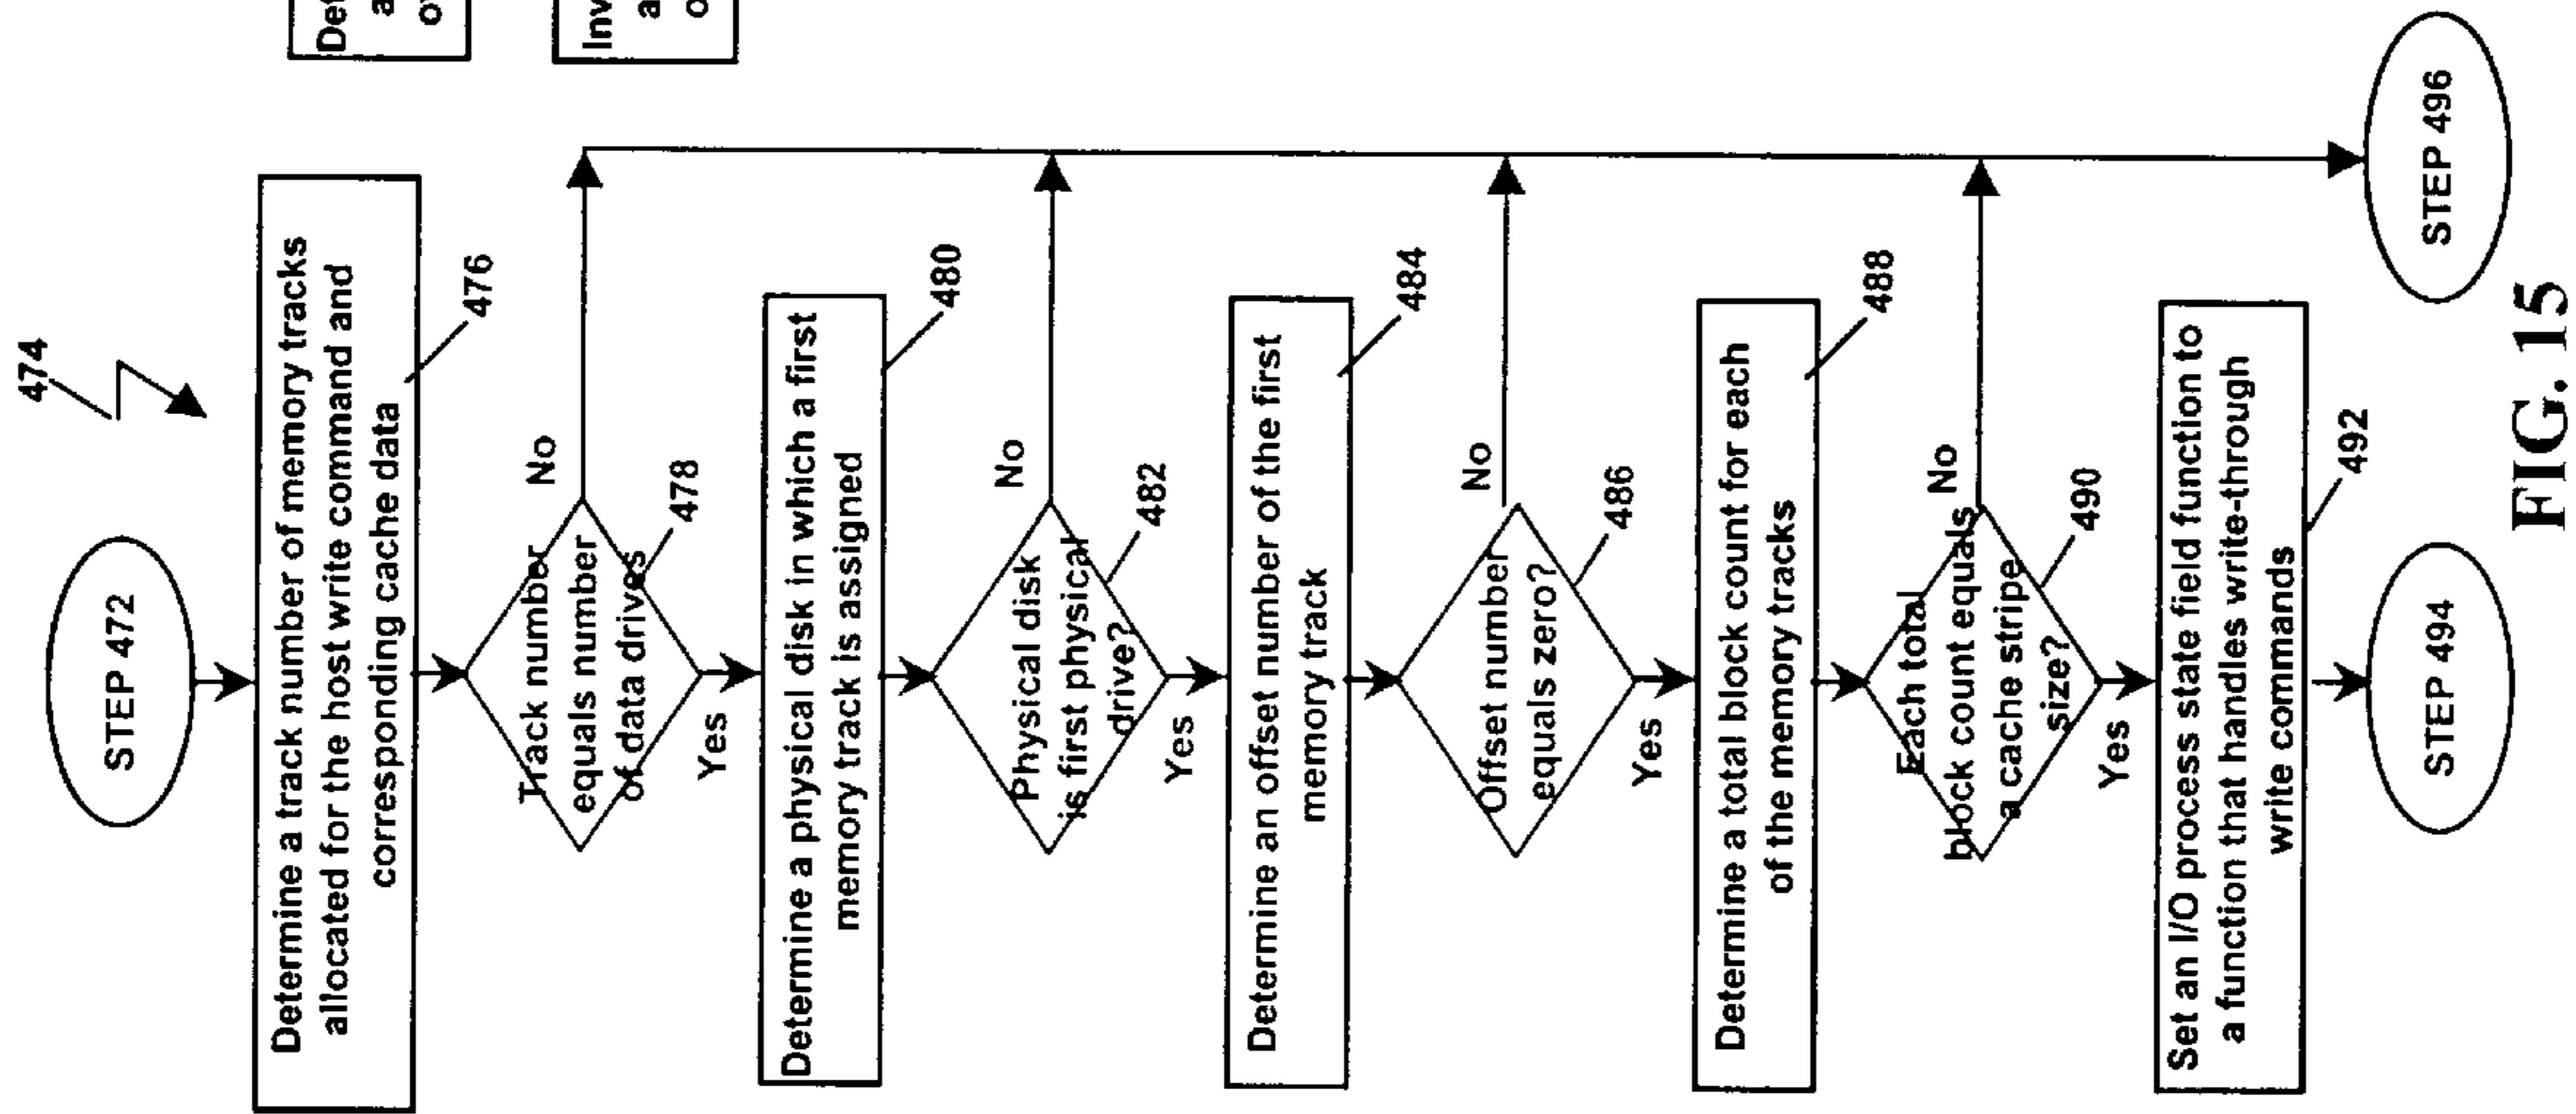 474
STEP 472
Determine a track number of memory tracks
allocated for the host write command and
corresponding cache data
476
Track number
equals number
of data drives
No
478
Yes
Determine a physical disk in which a first
memory track is assigned
480
Physical disk
is first physical
drive?
No
482
Yes
Determine an offset number of the first
memory track
484
Offset number
equals zero?
No
486
Yes
Determine a total block count for each
of the memory tracks
488
Each total
block count equals
a cache stripe
size?
No
490
Yes
Set an I/O process state field function to
a function that handles write-through
write commands
492
STEP 494
STEP 496
FIG. 15
Det
a
o
Inv
a
o